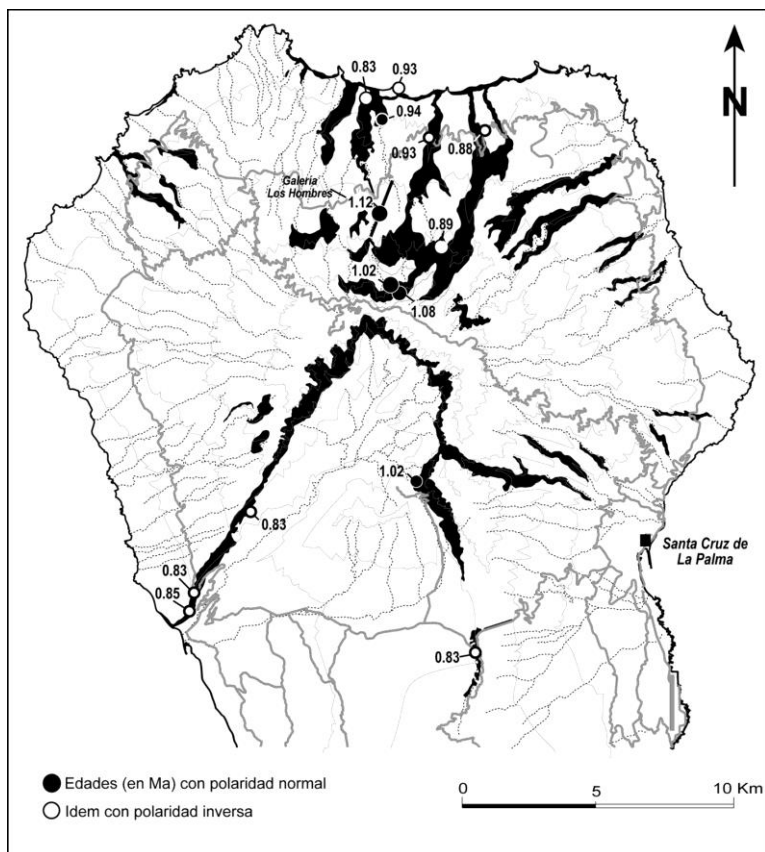 0.83
0.93
N
0.94
0.93
0.88
Galería
Los Hombres
1.12
0.89
1.02
1.08
1.02
0.83
Santa Cruz de
La Palma
0.83
0.85
0.83
Edades (en Ma) con polaridad normal
Idem con polaridad inversa
0 5 10 Km